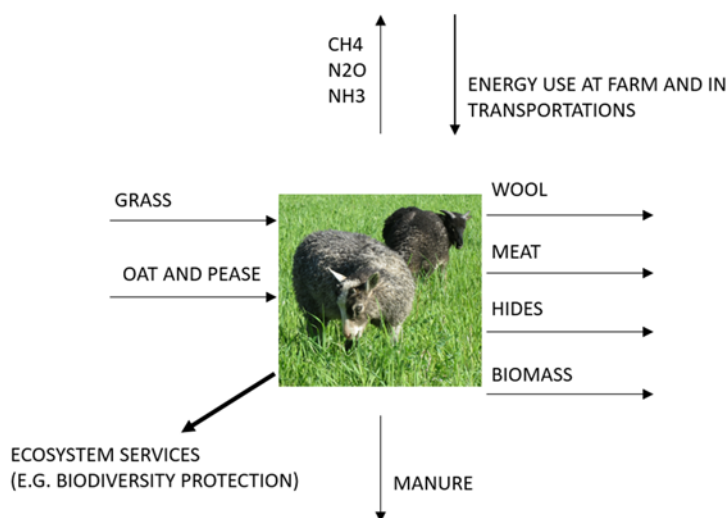 CH4
N2O
NH3
ENERGY USE AT FARM AND IN
TRANSPORTATIONS
GRASS
OAT AND PEASE
WOOL
MEAT
HIDES
BIOMASS
ECOSYSTEM SERVICES
(E.G. BIODIVERSITY PROTECTION)
MANURE